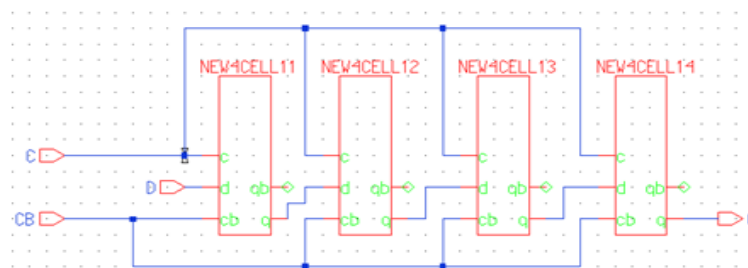 NEW4CELL11 NEW4CELL12 NEW4CELL13 NEW4CELL14
C c c c c
D d qb d qb d qb d qb
CB cb q cb q cb q cb q